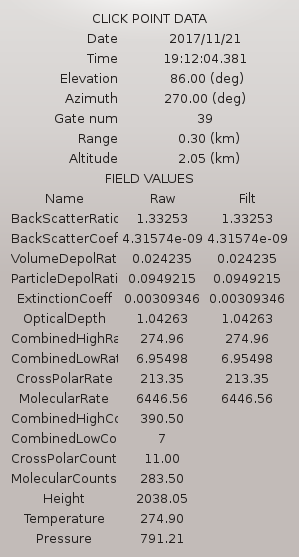 CLICK POINT DATA
Date 2017/11/21
Time 19:12:04.381
Elevation 86.00 (deg)
Azimuth 270.00 (deg)
Gate num 39
Range 0.30 (km)
Altitude 2.05 (km)
FIELD VALUES
Name Raw Filt
BackScatterRatic 1.33253 1.33253
BackScatterCoef 4.31574e-09 4.31574e-09
VolumeDepolRat 0.024235 0.024235
ParticleDepolRati 0.0949215 0.0949215
ExtinctionCoeff 0.00309346 0.00309346
OpticalDepth 1.04263 1.04263
CombinedHighRa 274.96 274.96
CombinedLowRat 6.95498 6.95498
CrossPolarRate 213.35 213.35
MolecularRate 6446.56 6446.56
CombinedHighCo 390.50
CombinedLowCo 7
CrossPolarCount 11.00
MolecularCounts 283.50
Height 2038.05
Temperature 274.90
Pressure 791.21